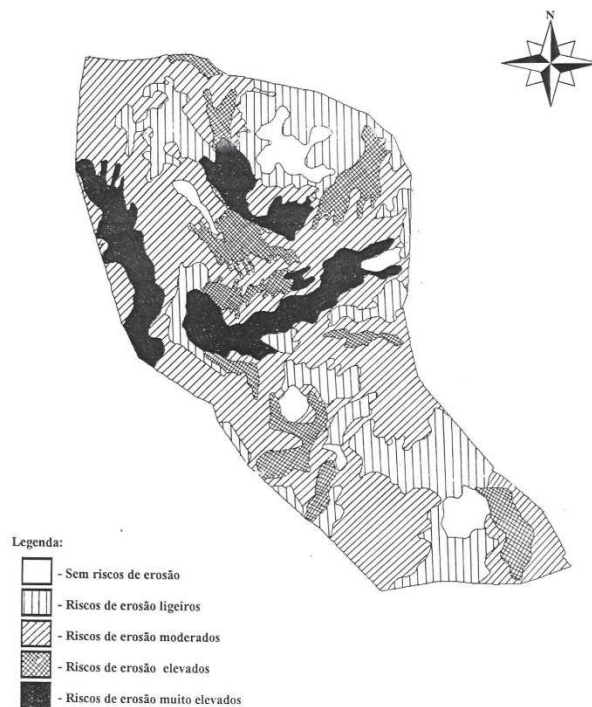 N
Legenda:
- Sem riscos de erosão
- Riscos de erosão ligeiros
- Riscos de erosão moderados
- Riscos de erosão elevados
- Riscos de erosão muito elevados